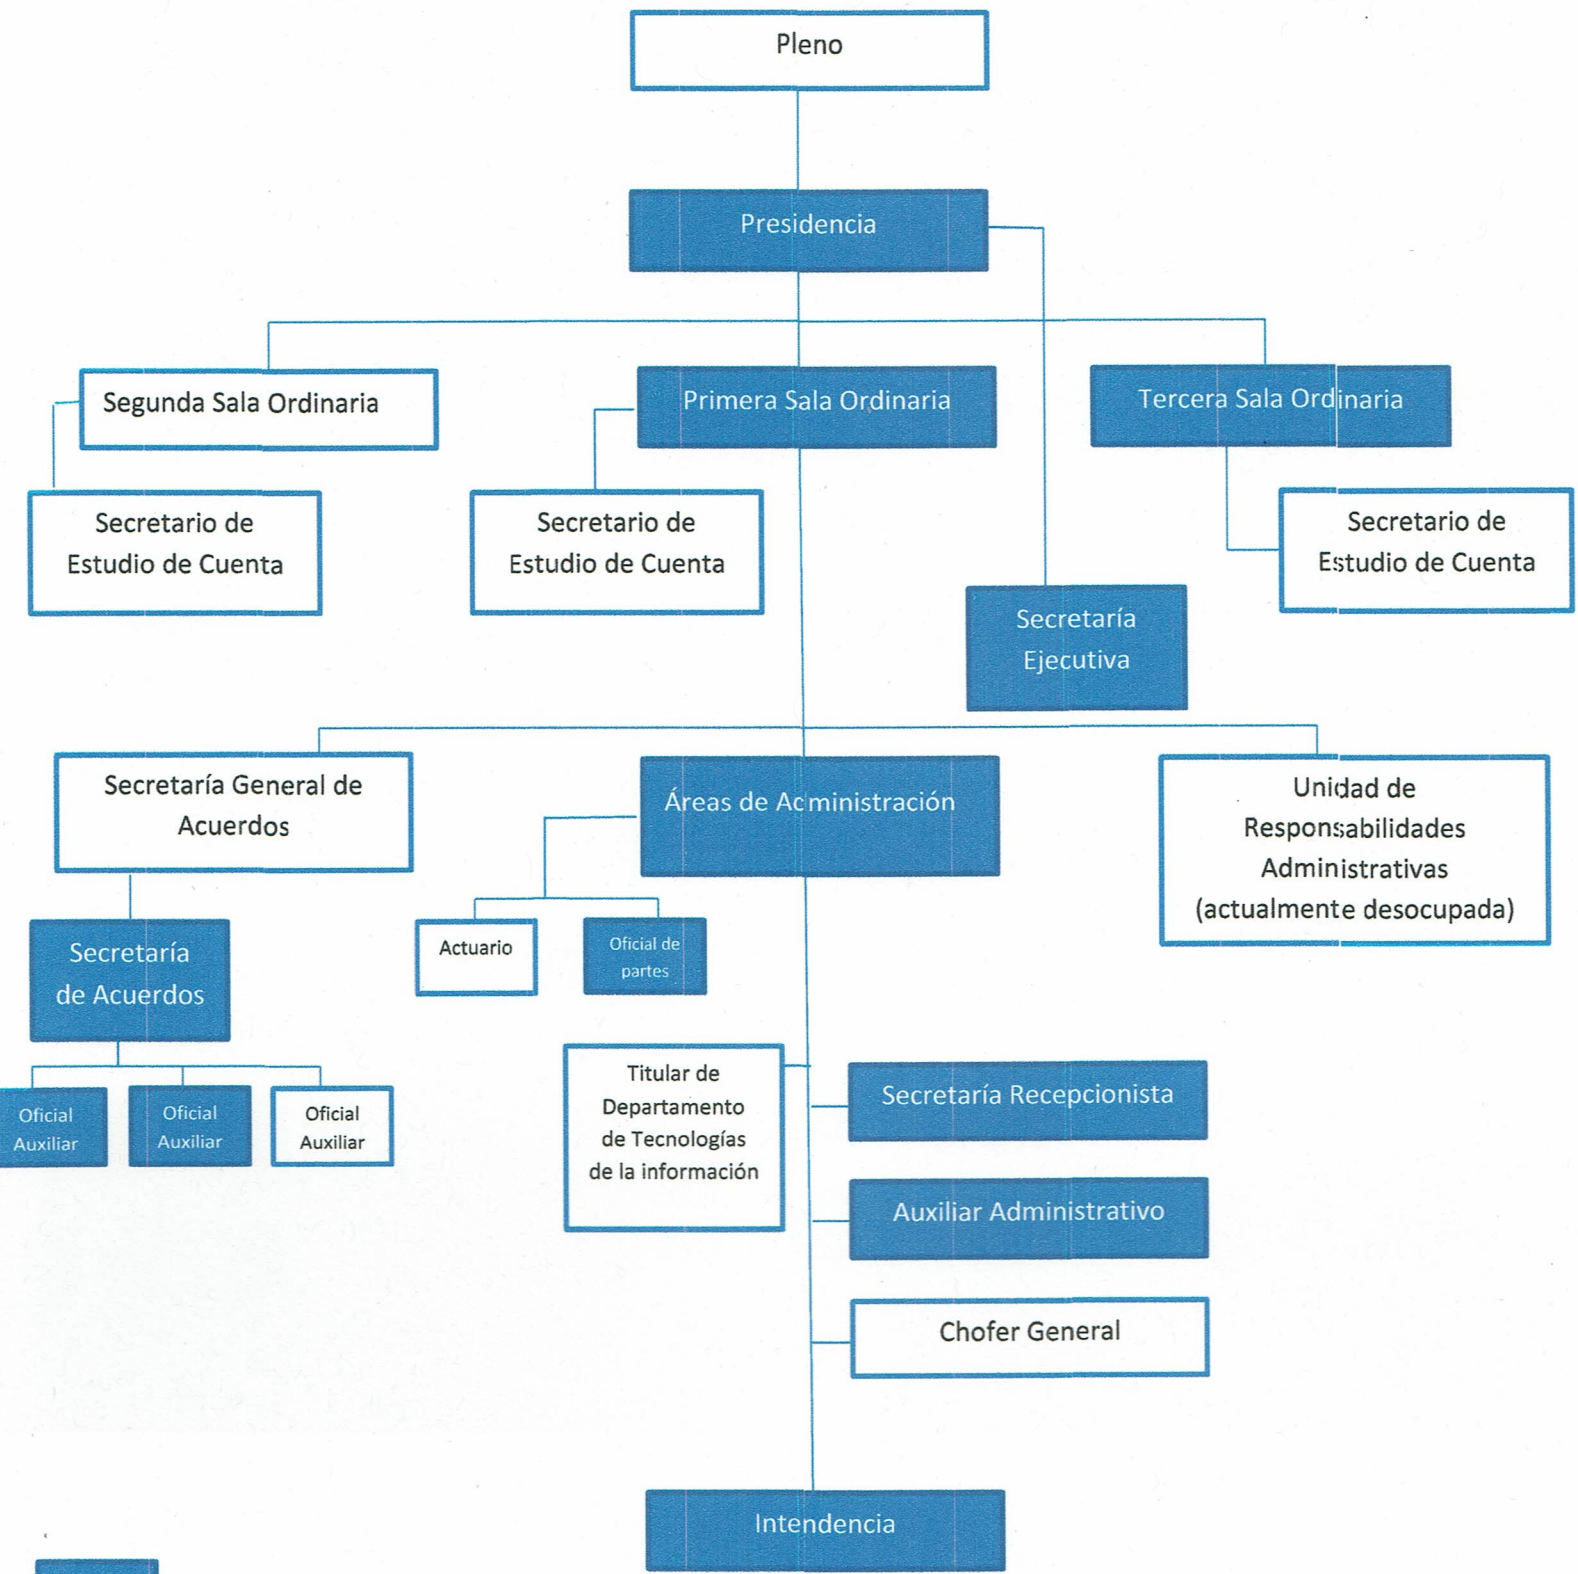 Pleno
Presidencia
Segunda Sala Ordinaria
Primera Sala Ordinaria
Tercera Sala Ordinaria
Secretario de
Estudio de Cuenta
Secretario de
Estudio de Cuenta
Secretario de
Estudio de Cuenta
Secretaría
Ejecutiva
Secretaría General de
Acuerdos
Áreas de Administración
Unidad de
Responsabilidades
Administrativas
(actualmente desocupada)
Secretaría
de Acuerdos
Actuario
Oficial de
partes
Oficial
Auxiliar
Oficial
Auxiliar
Oficial
Auxiliar
Titular de
Departamento
de Tecnologías
de la información
Secretaría Recepcionista
Auxiliar Administrativo
Chofer General
Intendencia